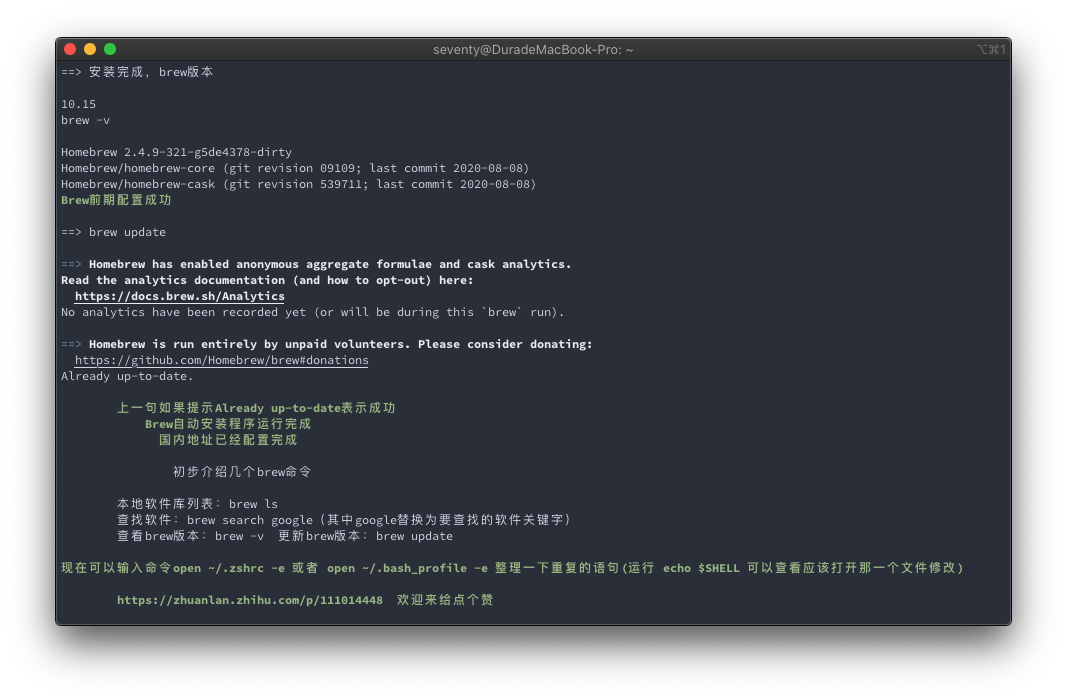 seventy@DuradeMacBook-Pro: ~
⌥⌘1
==> 安装完成, brew版本
10.15
brew -v
Homebrew 2.4.9-321-g5de4378-dirty
Homebrew/homebrew-core (git revision 09109; last commit 2020-08-08)
Homebrew/homebrew-cask (git revision 539711; last commit 2020-08-08)
Brew前期配置成功
==> brew update
==> Homebrew has enabled anonymous aggregate formulae and cask analytics.
Read the analytics documentation (and how to opt-out) here:
https://docs.brew.sh/Analytics
No analytics have been recorded yet (or will be during this `brew` run).
==> Homebrew is run entirely by unpaid volunteers. Please consider donating:
https://github.com/Homebrew/brew#donations
Already up-to-date.
上一句如果提示Already up-to-date表示成功
Brew自动安装程序运行完成
国内地址已经配置完成
初步介绍几个brew命令
本地软件库列表：brew ls
查找软件：brew search google（其中google替换为要查找的软件关键字）
查看brew版本：brew -v  更新brew版本：brew update
现在可以输入命令open ~/.zshrc -e 或者 open ~/.bash_profile -e 整理一下重复的语句(运行 echo $SHELL 可以查看应该打开那一个文件修改)
https://zhuanlan.zhihu.com/p/111014448  欢迎来给点个赞